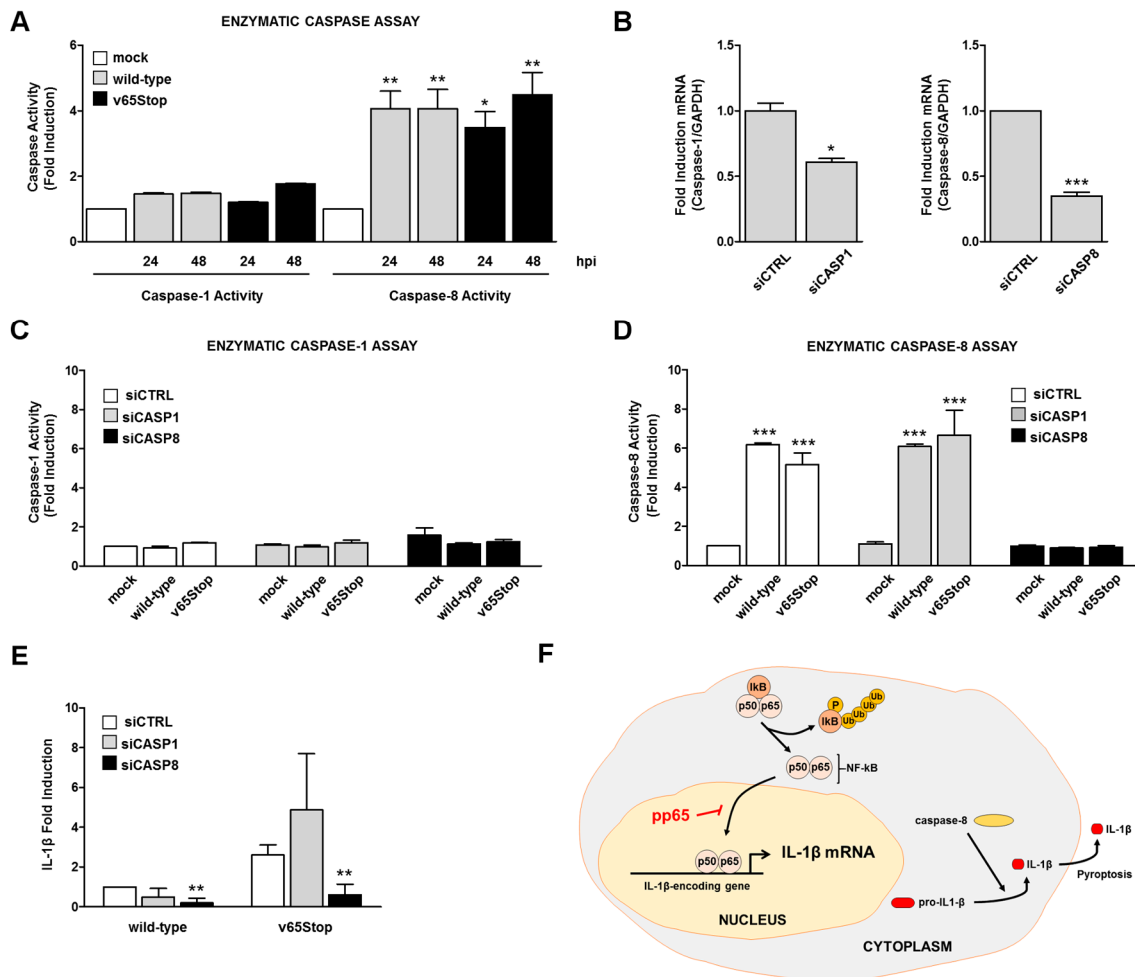 A
ENZYMATIC CASPASE ASSAY
Caspase Activity
(Fold Induction)
6
4
2
0
mock
wild-type
v65Stop
**
**
*
**
24
48
24
48
24
48
24
48
hpi
Caspase-1 Activity
Caspase-8 Activity
B
Fold Induction mRNA
(Caspase-1/GAPDH)
1.5
1.0
0.5
0.0
*
siCTRL
siCASP1
Fold Induction mRNA
(Caspase-8/GAPDH)
1.5
1.0
0.5
0.0
***
siCTRL
siCASP8
C
ENZYMATIC CASPASE-1 ASSAY
Caspase-1 Activity
(Fold Induction)
10
8
6
4
2
0
siCTRL
siCASP1
siCASP8
mock
wild-type
v65Stop
mock
wild-type
v65Stop
mock
wild-type
v65Stop
D
ENZYMATIC CASPASE-8 ASSAY
Caspase-8 Activity
(Fold Induction)
10
8
6
4
2
0
***
***
***
***
siCTRL
siCASP1
siCASP8
mock
wild-type
v65Stop
mock
wild-type
v65Stop
mock
wild-type
v65Stop
E
IL-1β Fold Induction
10
8
6
4
2
0
siCTRL
siCASP1
siCASP8
**
**
wild-type
v65Stop
F
IkB
p50 p65
P
IkB
Ub
Ub
Ub
Ub
p50 p65
NF-kB
pp65
p50 p65
IL-1β mRNA
IL-1β-encoding gene
NUCLEUS
caspase-8
IL-1β
IL-1β
Pyroptosis
pro-IL1-β
CYTOPLASM